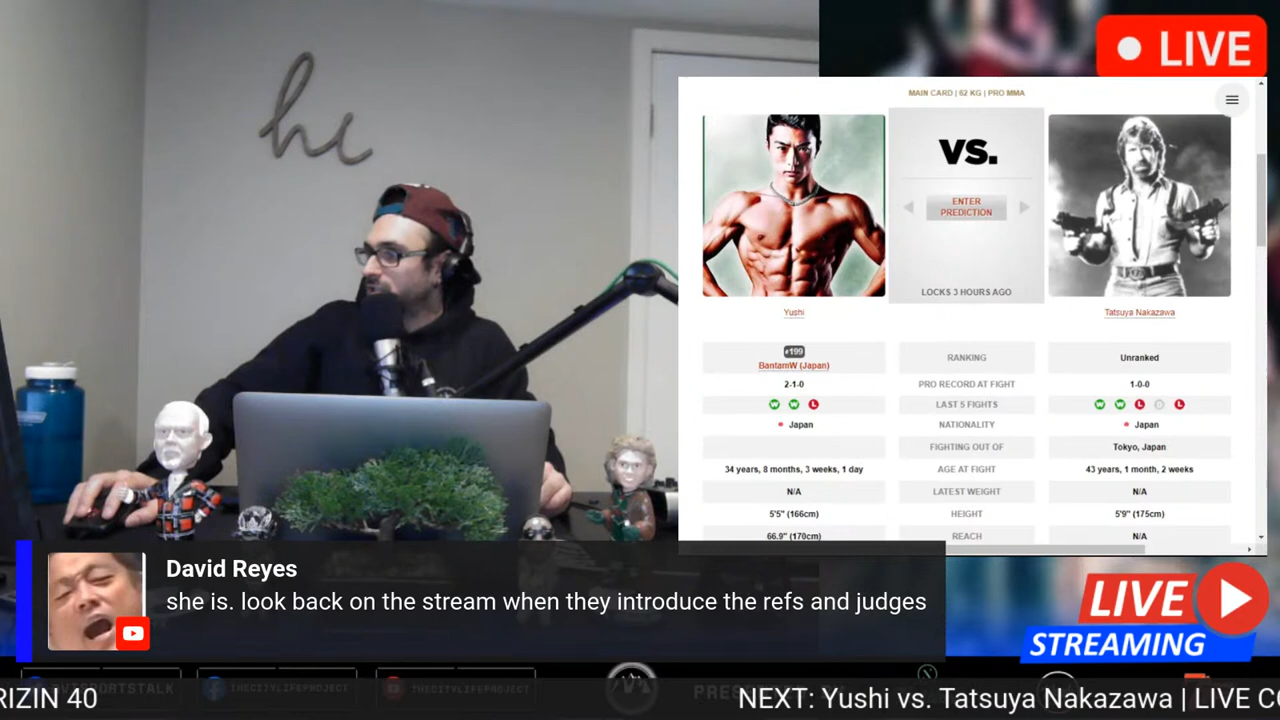 hi
LIVE
MAIN CARD | 62 KG | PRO MMA
VS.
ENTER
PREDICTION
LOCKS 3 HOURS AGO
Yushi
Tatsuya Nakazawa
#199
BantamW (Japan)
RANKING
Unranked
2-1-0
PRO RECORD AT FIGHT
1-0-0
W W L
LAST 5 FIGHTS
W W L D L
Japan
NATIONALITY
Japan
FIGHTING OUT OF
Tokyo, Japan
34 years, 8 months, 3 weeks, 1 day
AGE AT FIGHT
43 years, 1 month, 2 weeks
N/A
LATEST WEIGHT
N/A
5'5" (166cm)
HEIGHT
5'9" (175cm)
66.9" (170cm)
REACH
N/A
David Reyes
she is. look back on the stream when they introduce the refs and judges
LIVE
STREAMING
THECITYLIFEPROJECT
THECITYLIFEPROJECT
RIZIN 40
NEXT: Yushi vs. Tatsuya Nakazawa | LIVE